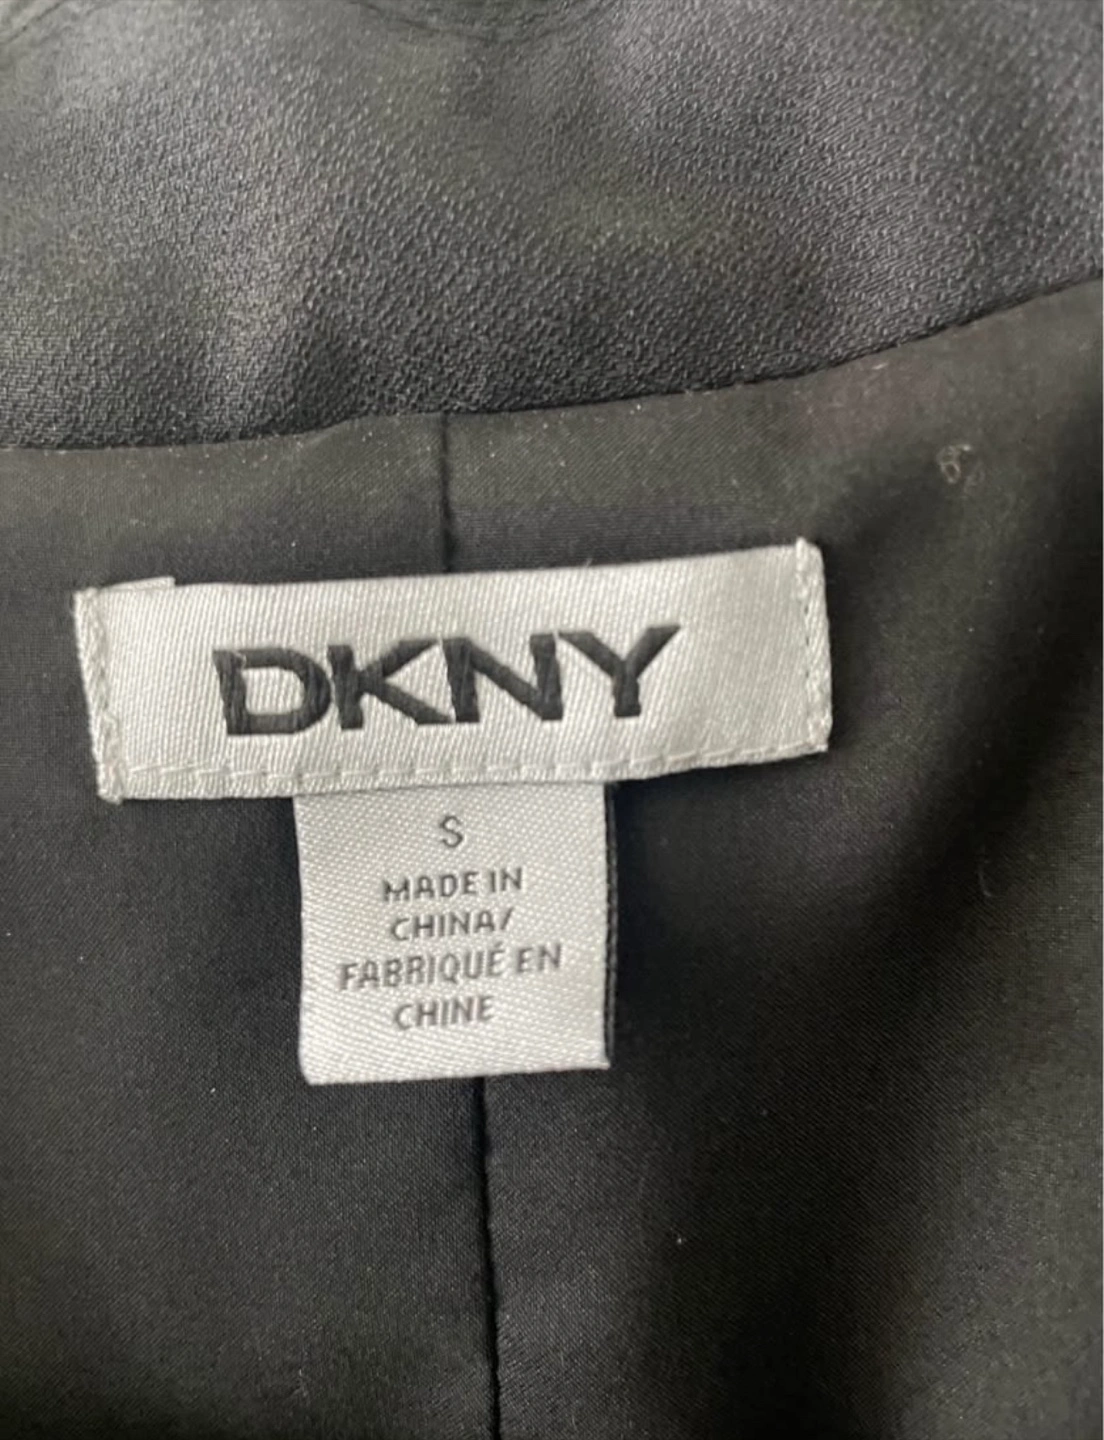 DKNY
S
MADE IN
CHINA/
FABRIQUÉ EN
CHINE